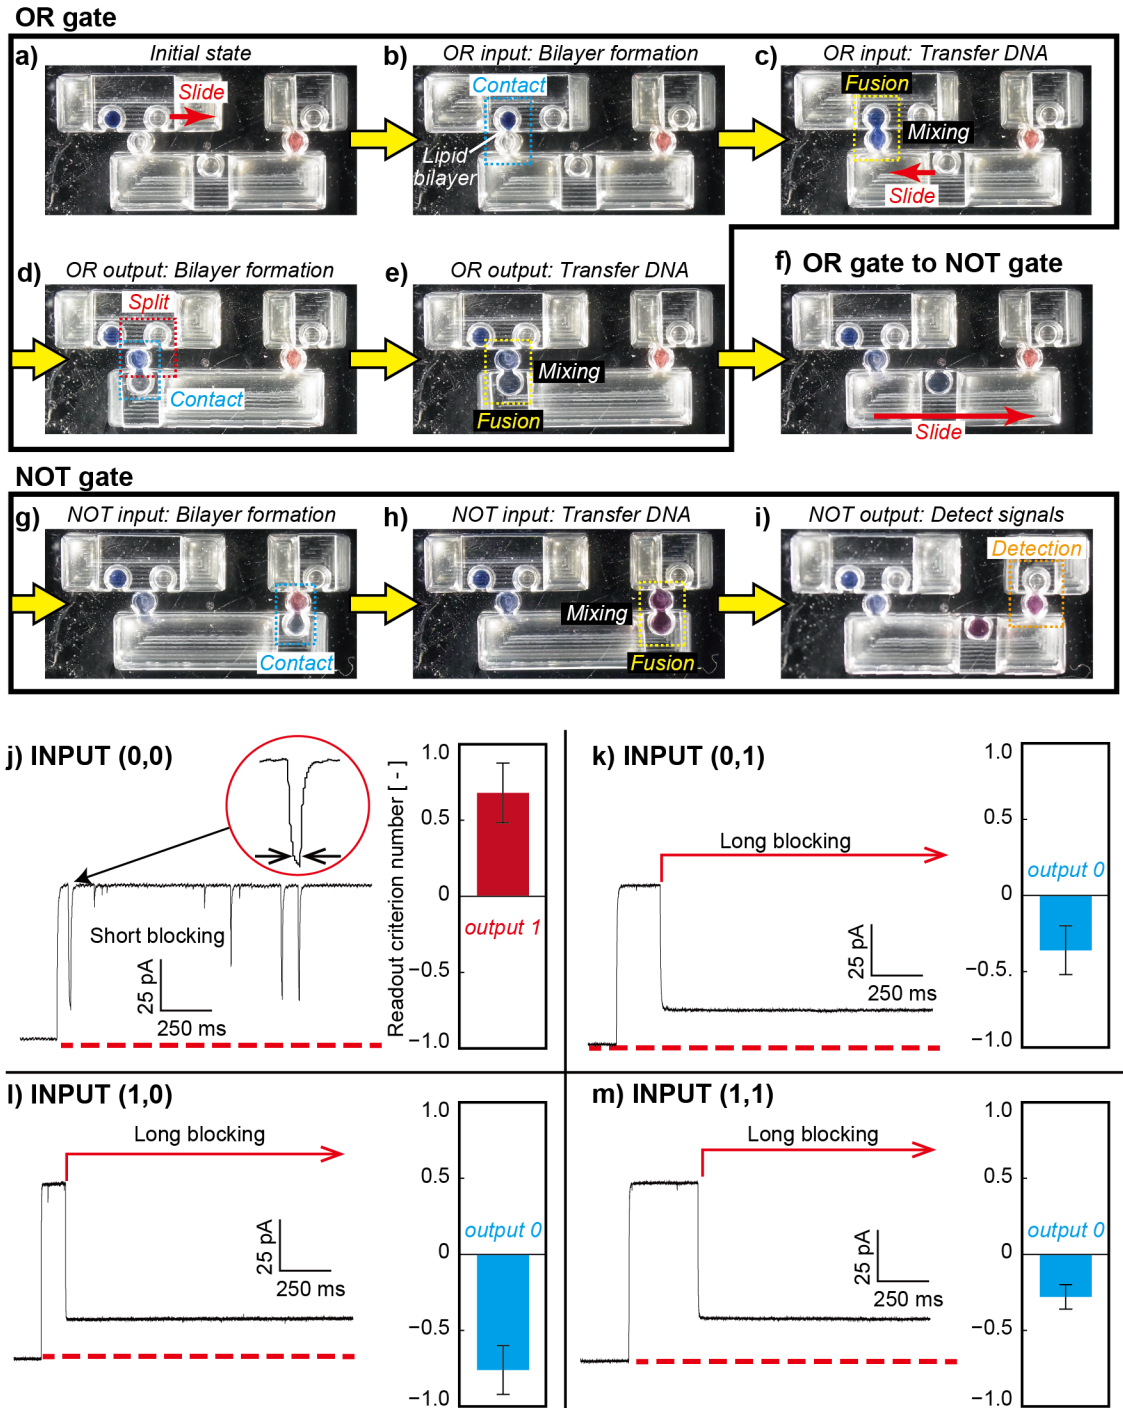 OR gate
a) Initial state
Slide
b) OR input: Bilayer formation
Contact
Lipid
bilayer
c) OR input: Transfer DNA
Fusion
Mixing
Slide
d) OR output: Bilayer formation
Split
Contact
e) OR output: Transfer DNA
Mixing
Fusion
f) OR gate to NOT gate
Slide
NOT gate
g) NOT input: Bilayer formation
Contact
h) NOT input: Transfer DNA
Mixing
Fusion
i) NOT output: Detect signals
Detection
j) INPUT (0,0)
Short blocking
25 pA
250 ms
Readout criterion number [ - ]
1.0
0.5
0
−0.5
−1.0
output 1
k) INPUT (0,1)
Long blocking
25 pA
250 ms
1.0
0.5
0
−0.5.
−1.0
output 0
l) INPUT (1,0)
Long blocking
25 pA
250 ms
1.0
0.5
0
−0.5
−1.0
output 0
m) INPUT (1,1)
Long blocking
25 pA
250 ms
1.0
0.5
0
−0.5
−1.0
output 0